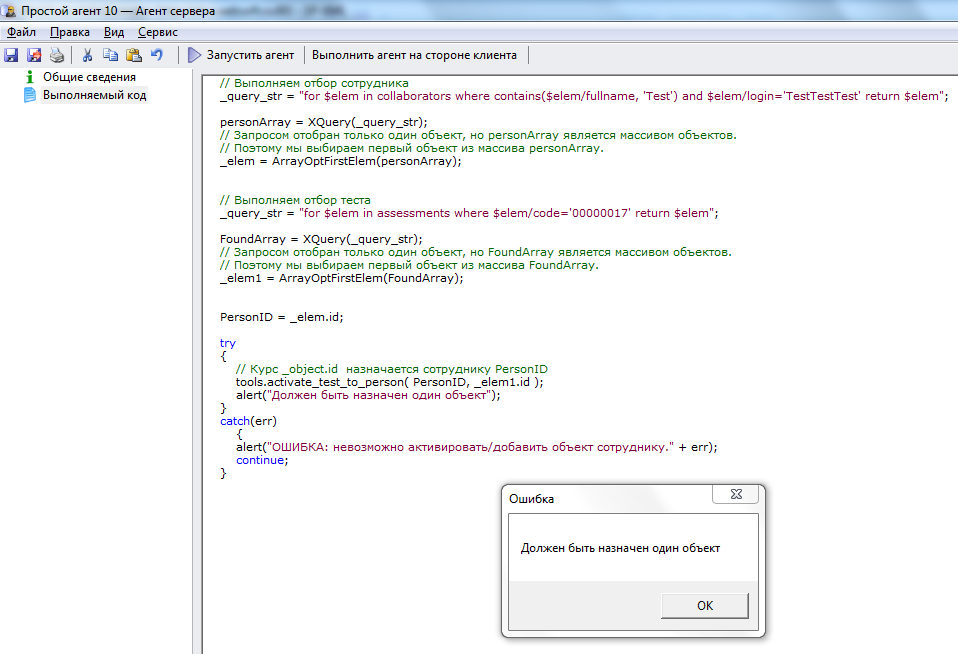 Простой агент 10 — Агент сервера
Файл Правка Вид Сервис
Запустить агент Выполнить агент на стороне клиента
Общие сведения
Выполняемый код
// Выполняем отбор сотрудника
_query_str = "for $elem in collaborators where contains($elem/fullname, 'Test') and $elem/login='TestTestTest' return $elem";
personArray = XQuery(_query_str);
// Запросом отобран только один объект, но personArray является массивом объектов.
// Поэтому мы выбираем первый объект из массива personArray.
_elem = ArrayOptFirstElem(personArray);
// Выполняем отбор теста
_query_str = "for $elem in assessments where $elem/code='00000017' return $elem";
FoundArray = XQuery(_query_str);
// Запросом отобран только один объект, но FoundArray является массивом объектов.
// Поэтому мы выбираем первый объект из массива FoundArray.
_elem1 = ArrayOptFirstElem(FoundArray);
PersonID = _elem.id;
try
{
// Курс _object.id  назначается сотруднику PersonID
tools.activate_test_to_person( PersonID, _elem1.id );
alert("Должен быть назначен один объект");
}
catch(err)
{
alert("ОШИБКА: невозможно активировать/добавить объект сотруднику." + err);
continue;
}
Ошибка
Должен быть назначен один объект
OK